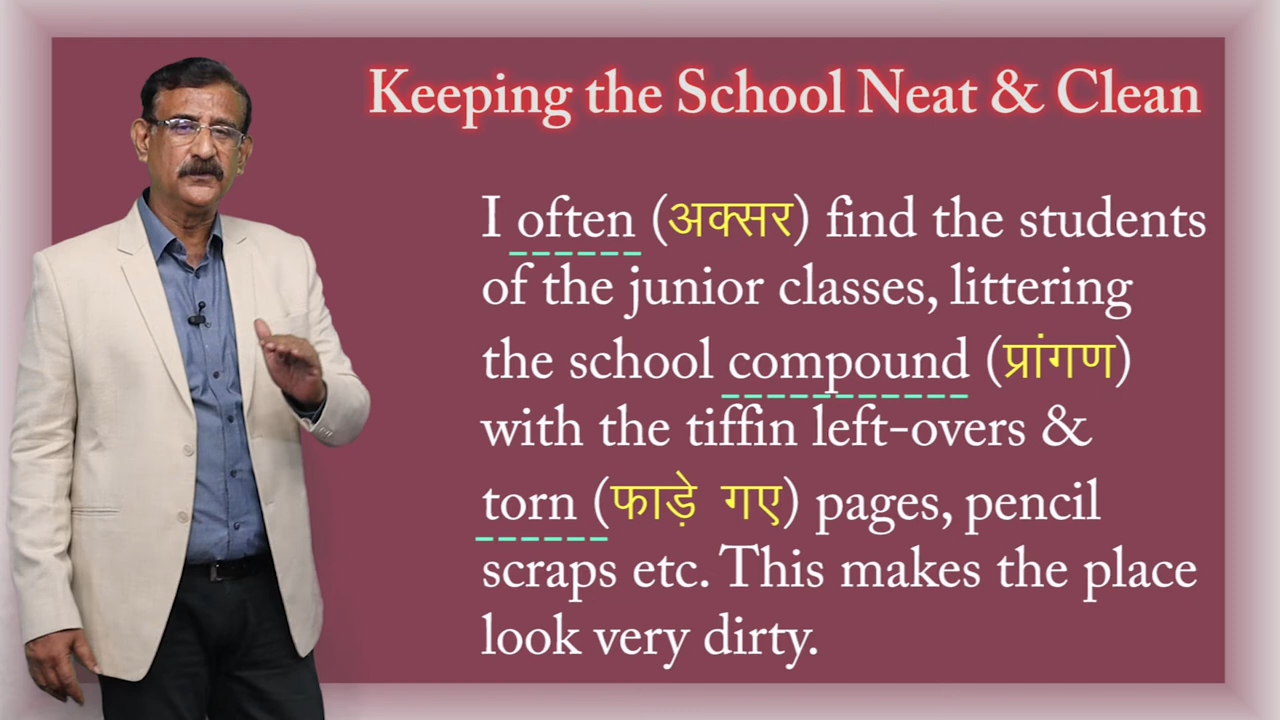 Keeping the School Neat & Clean
I often (अक्सर) find the students
of the junior classes, littering
the school compound (प्रांगण)
with the tiffin left-overs &
torn (फाड़े गए) pages, pencil
scraps etc. This makes the place
look very dirty.